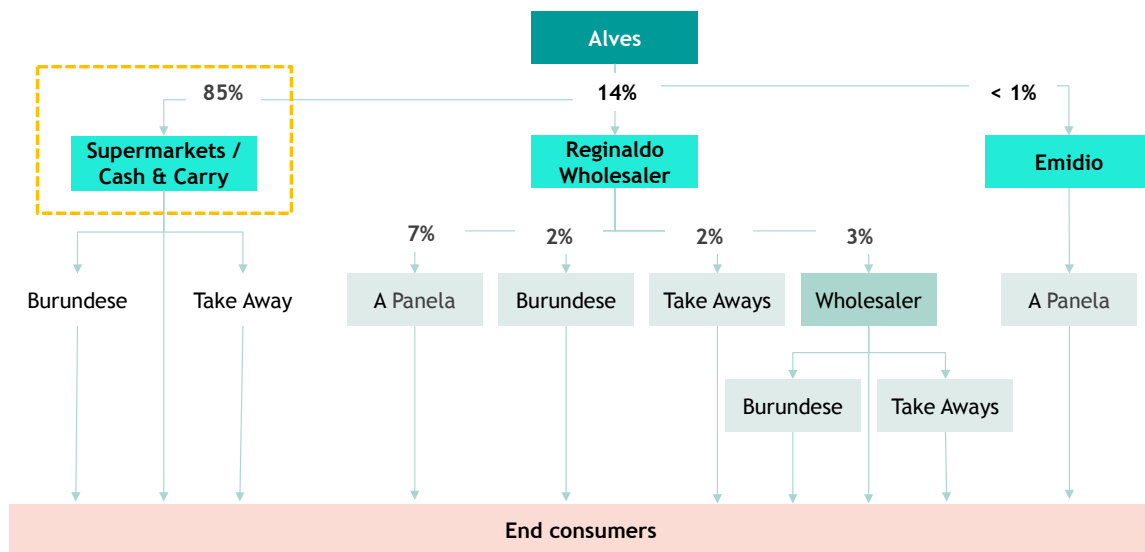 Alves
85%
14%
< 1%
Supermarkets /
Cash & Carry
Reginaldo
Wholesaler
Emidio
7%
2%
2%
3%
Burundese
Take Away
A Panela
Burundese
Take Aways
Wholesaler
A Panela
Burundese
Take Aways
End consumers